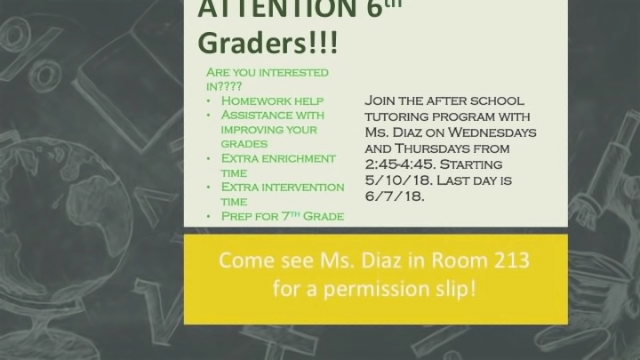 ATTENTION 6th
Graders!!!
ARE YOU INTERESTED
IN????
• HOMEWORK HELP
• ASSISTANCE WITH
IMPROVING YOUR
GRADES
• EXTRA ENRICHMENT
TIME
• EXTRA INTERVENTION
TIME
• PREP FOR 7TH GRADE
JOIN THE AFTER SCHOOL
TUTORING PROGRAM WITH
MS. DIAZ ON WEDNESDAYS
AND THURSDAYS FROM
2:45-4:45. STARTING
5/10/18. LAST DAY IS
6/7/18.
Come see Ms. Diaz in Room 213
for a permission slip!